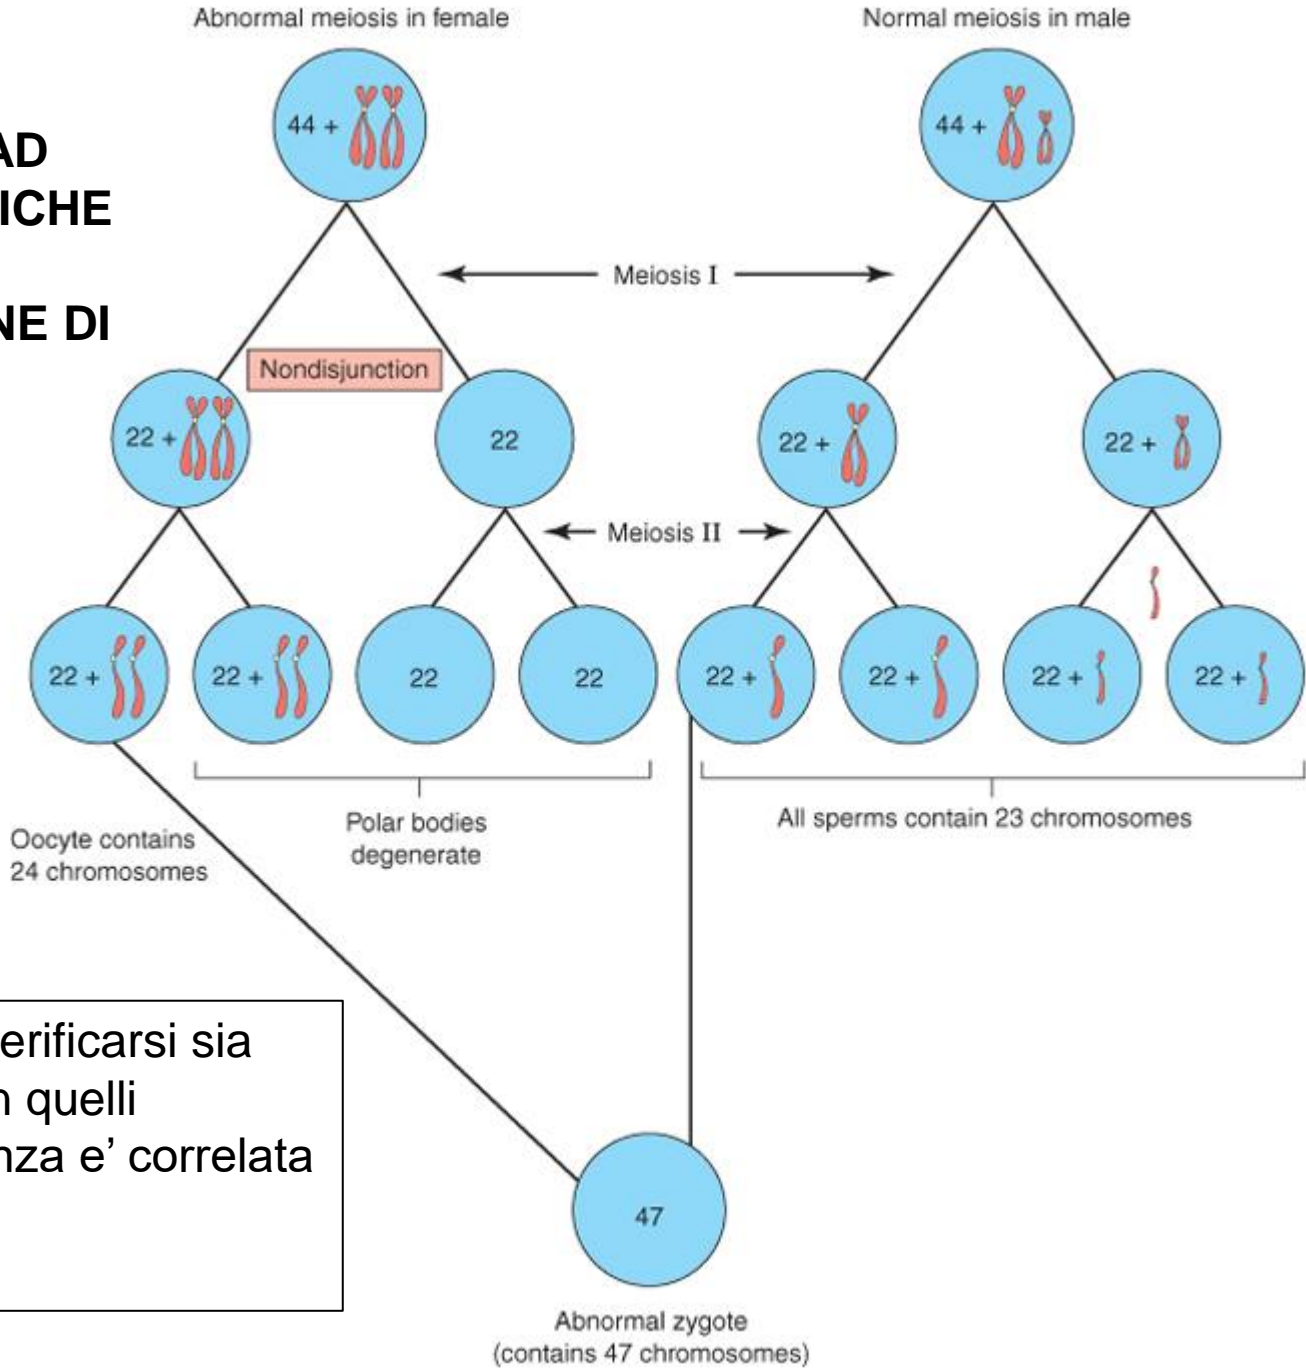 Abnormal meiosis in female
Normal meiosis in male
44 +
44 +
AD
ICHE
NE DI
Meiosis I
Nondisjunction
22 +
22
22 +
22 +
Meiosis II
22 +
22 +
22
22
22 +
22 +
22 +
22 +
Oocyte contains
24 chromosomes
Polar bodies
degenerate
All sperms contain 23 chromosomes
erificarsi sia
n quelli
nza e’ correlata
47
Abnormal zygote
(contains 47 chromosomes)